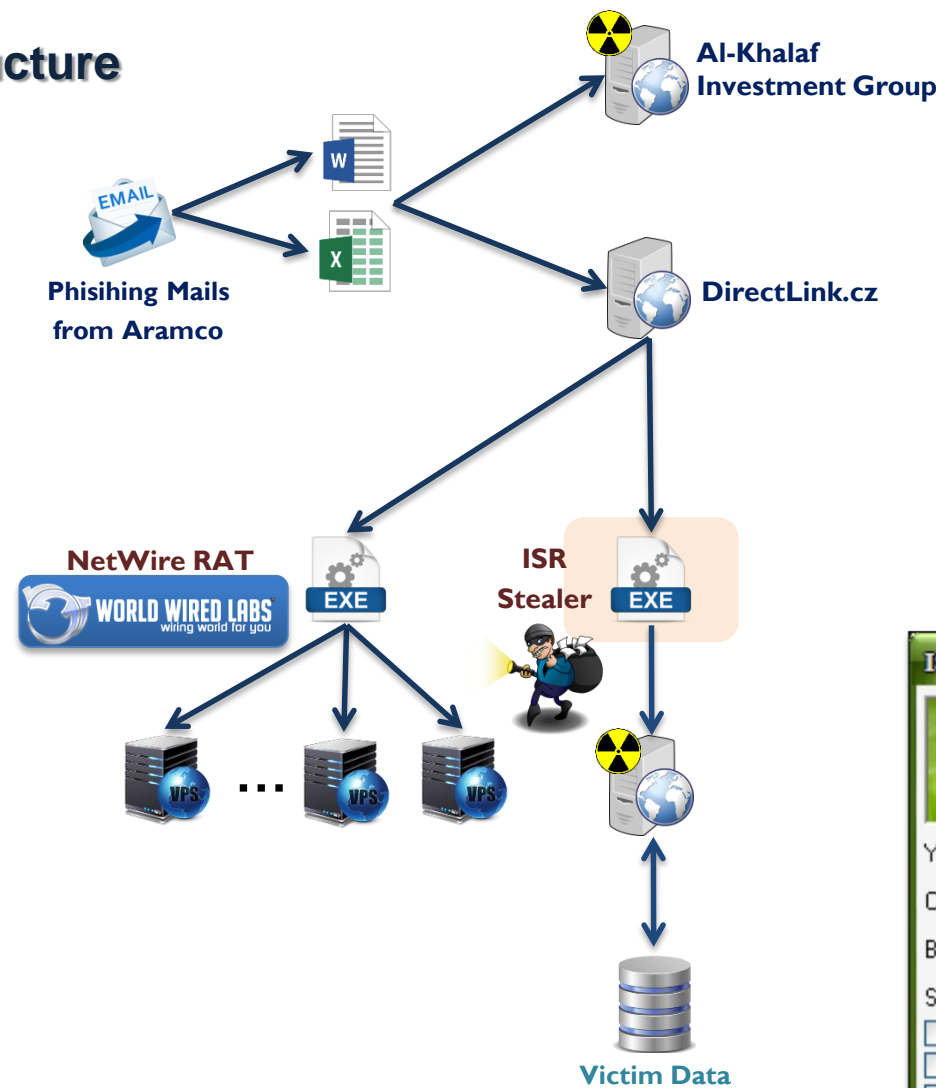 ucture
Al-Khalaf
Investment Group
W
EMAIL
X
Phisihing Mails
from Aramco
DirectLink.cz
NetWire RAT
WORLD WIRED LABS
wiring world for you
EXE
ISR
Stealer
EXE
VPS
...
VPS
VPS
Victim Data
Y
C
B
S